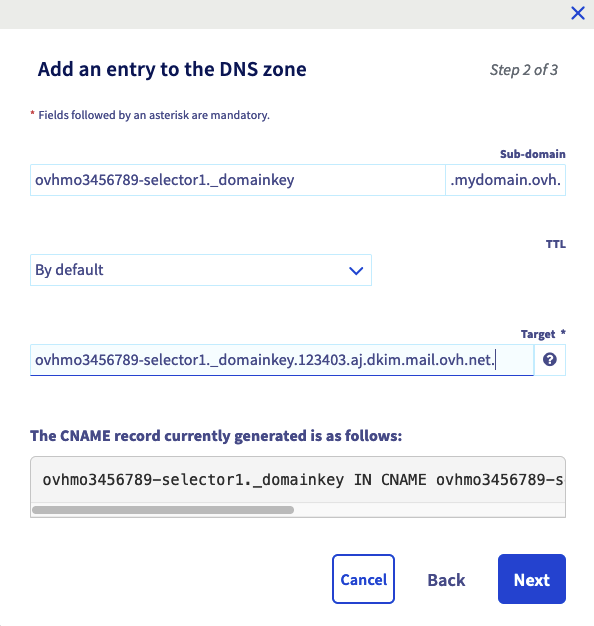 Add an entry to the DNS zone
Step 2 of 3
* Fields followed by an asterisk are mandatory.
Sub-domain
ovhmo3456789-selector1._domainkey
.mydomain.ovh.
TTL
By default
Target *
ovhmo3456789-selector1._domainkey.123403.aj.dkim.mail.ovh.net.
The CNAME record currently generated is as follows:
ovhmo3456789-selector1._domainkey IN CNAME ovhmo3456789-s
Cancel
Back
Next